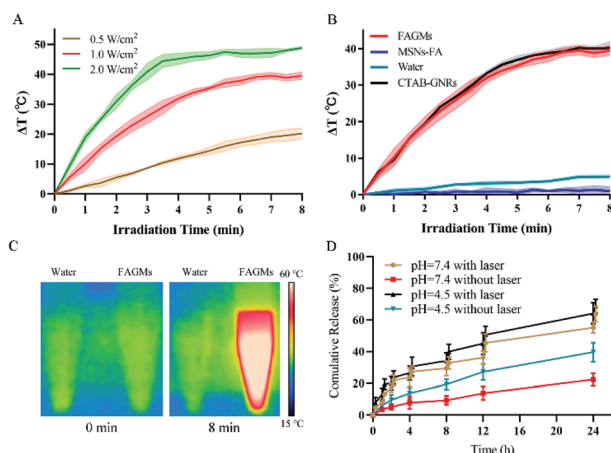 A
0.5 W/cm²
1.0 W/cm²
2.0 W/cm²
50
40
30
20
10
0
ΔT (℃)
0 1 2 3 4 5 6 7 8
Irradiation Time (min)
B
FAGMs
MSNs-FA
Water
CTAB-GNRs
40
20
0
ΔT (℃)
0 1 2 3 4 5 6 7 8
Irradiation Time (min)
C
Water FAGMs Water FAGMs
60 ℃
15 ℃
0 min 8 min
D
pH=7.4 with laser
pH=7.4 without laser
pH=4.5 with laser
pH=4.5 without laser
100
80
60
40
20
0
Cumulative Release (%)
0 4 8 12 16 20 24
Time (h)